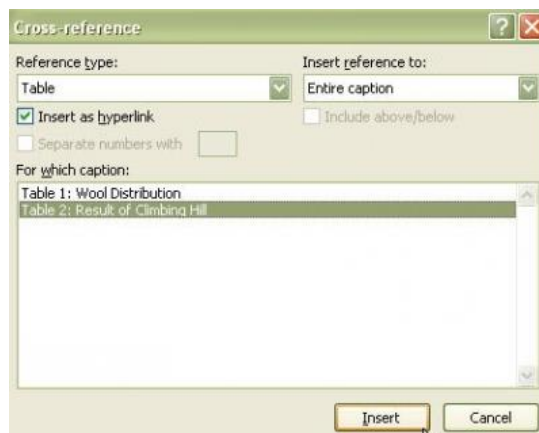 Cross-reference
Reference type:
Insert reference to:
Table
Entire caption
Insert as hyperlink
Include above/below
Separate numbers with
For which caption:
Table 1: Wool Distribution
Table 2: Result of Climbing Hill
Insert
Cancel